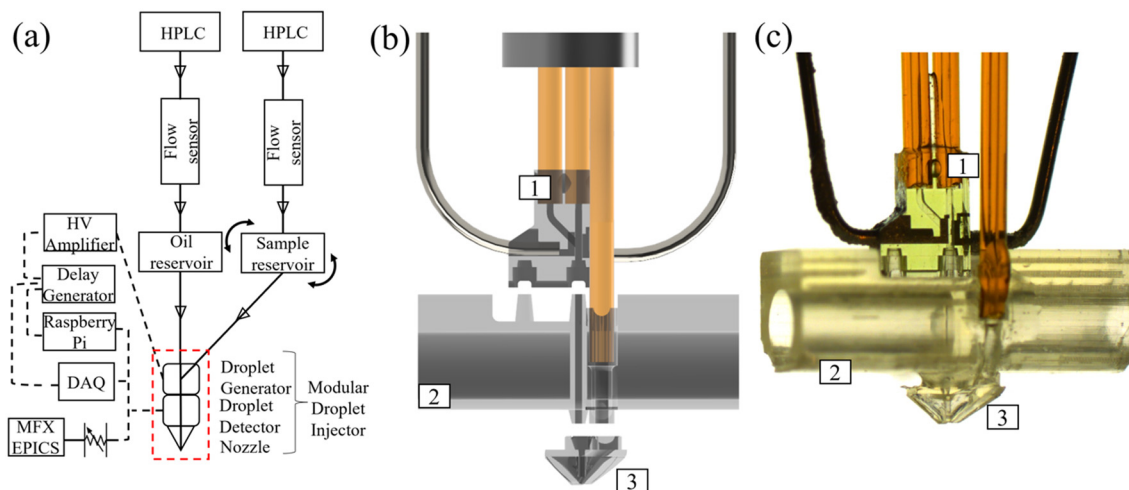 (a)
HPLC
HPLC
Flow
sensor
Flow
sensor
Oil
reservoir
Sample
reservoir
HV
Amplifier
Delay
Generator
Raspberry
Pi
DAQ
MFX
EPICS
Droplet
Generator
Droplet
Detector
Nozzle
Modular
Droplet
Injector
(b)
1
2
3
(c)
1
2
3